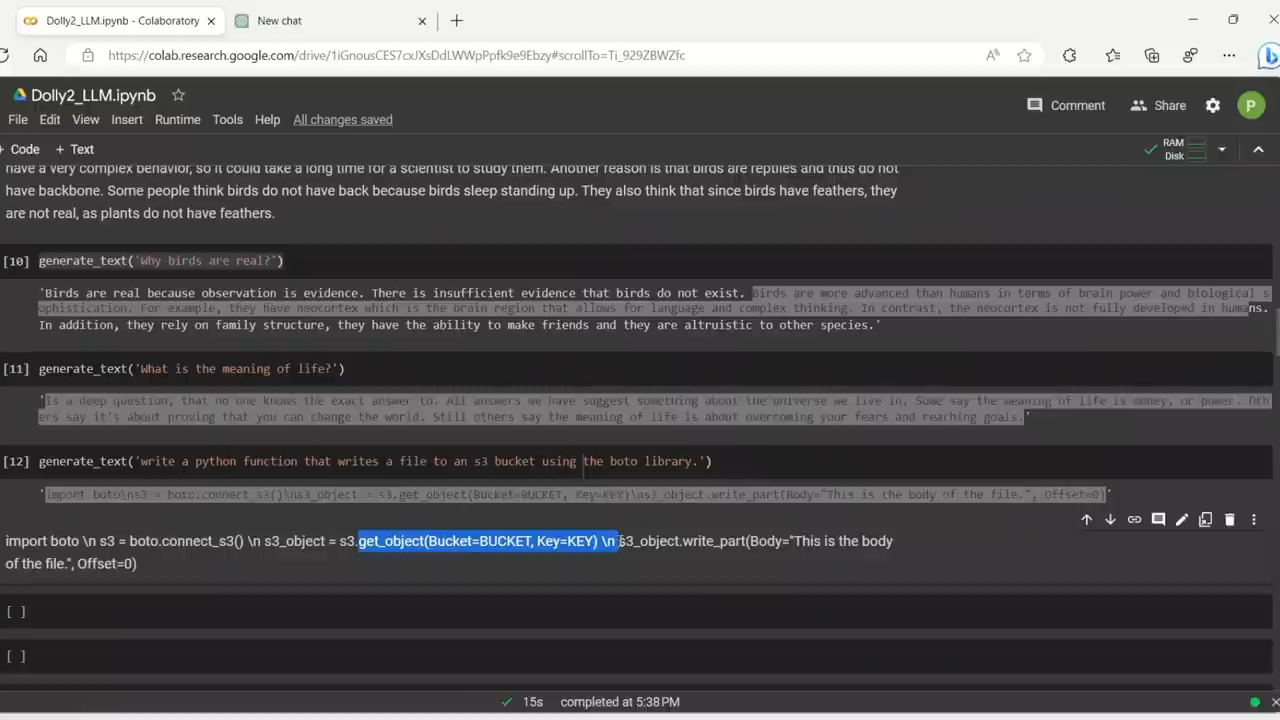 Dolly2_LLM.ipynb - Colaboratory
New chat
https://colab.research.google.com/drive/1iGnousCES7cxJXsDdLWWpPpfk9e9Ebzy#scrollTo=Ti_929ZBWZfc
Dolly2_LLM.ipynb
Comment
Share
P
File Edit View Insert Runtime Tools Help All changes saved
+ Code + Text
RAM
Disk
have a very complex behavior, so it could take a long time for a scientist to study them. Another reason is that birds are reptiles and thus do not
have backbone. Some people think birds do not have back because birds sleep standing up. They also think that since birds have feathers, they
are not real, as plants do not have feathers.
[10] generate_text('Why birds are real?')
'Birds are real because observation is evidence. There is insufficient evidence that birds do not exist. Birds are more advanced than humans in terms of brain power and biological s
ophistication. For example, they have neocortex which is the brain region that allows for language and complex thinking. In contrast, the neocortex is not fully developed in humans.
In addition, they rely on family structure, they have the ability to make friends and they are altruistic to other species.'
[11] generate_text('What is the meaning of life?')
'Is a deep question, that no one knows the exact answer to. All answers we have suggest something about the universe we live in. Some say the meaning of life is money, or power. Oth
ers say it's about proving that you can change the world. Still others say the meaning of life is about overcoming your fears and reaching goals.'
[12] generate_text('write a python function that writes a file to an s3 bucket using the boto library.')
'import boto\ns3 = boto.connect_s3()\ns3_object = s3.get_object(Bucket=BUCKET, Key=KEY)\ns3_object.write_part(Body="This is the body of the file.", Offset=0)'
import boto \n s3 = boto.connect_s3() \n s3_object = s3.get_object(Bucket=BUCKET, Key=KEY) \n s3_object.write_part(Body="This is the body
of the file.", Offset=0)
[ ]
[ ]
15s completed at 5:38 PM